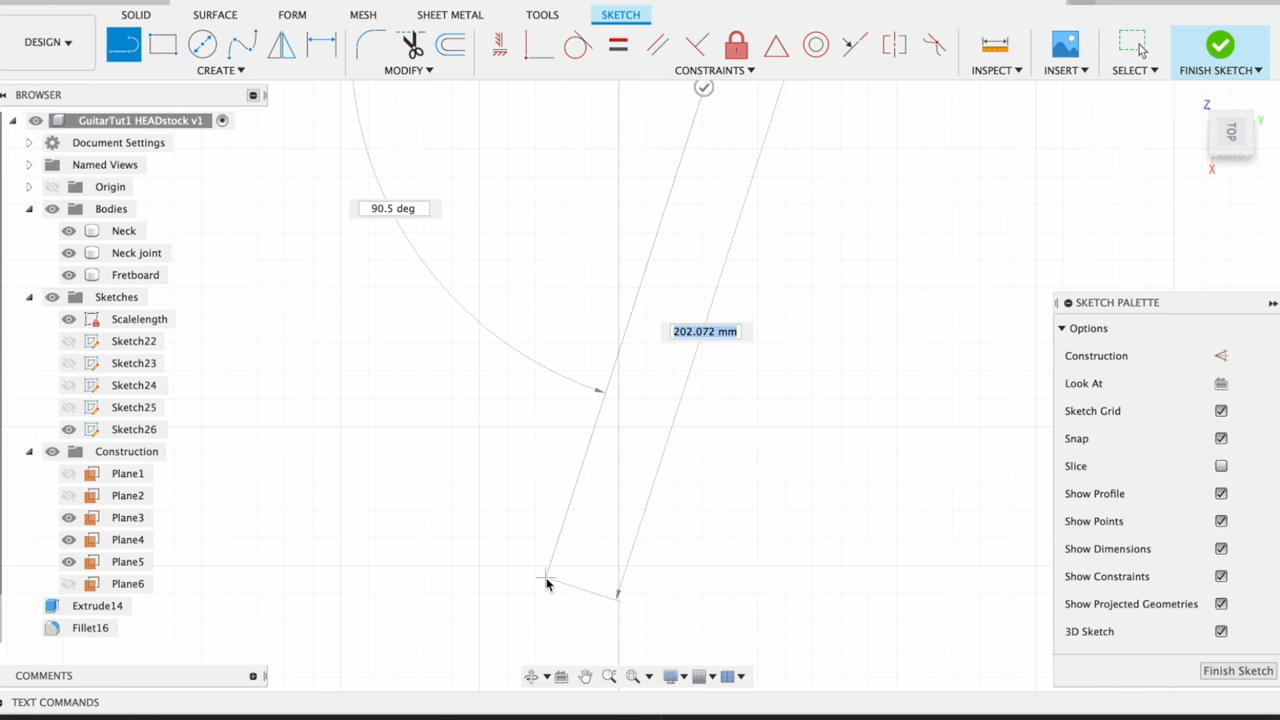 SOLID SURFACE FORM MESH SHEET METAL TOOLS SKETCH
DESIGN
CREATE MODIFY CONSTRAINTS INSPECT INSERT SELECT FINISH SKETCH
BROWSER
GuitarTut1 HEADstock v1
Document Settings
Named Views
Origin
Bodies
Neck
Neck joint
Fretboard
Sketches
Scalelength
Sketch22
Sketch23
Sketch24
Sketch25
Sketch26
Construction
Plane1
Plane2
Plane3
Plane4
Plane5
Plane6
Extrude14
Fillet16
COMMENTS
TEXT COMMANDS
90.5 deg
202.072 mm
Z
Y
TOP
X
SKETCH PALETTE
Options
Construction
Look At
Sketch Grid
Snap
Slice
Show Profile
Show Points
Show Dimensions
Show Constraints
Show Projected Geometries
3D Sketch
Finish Sketch